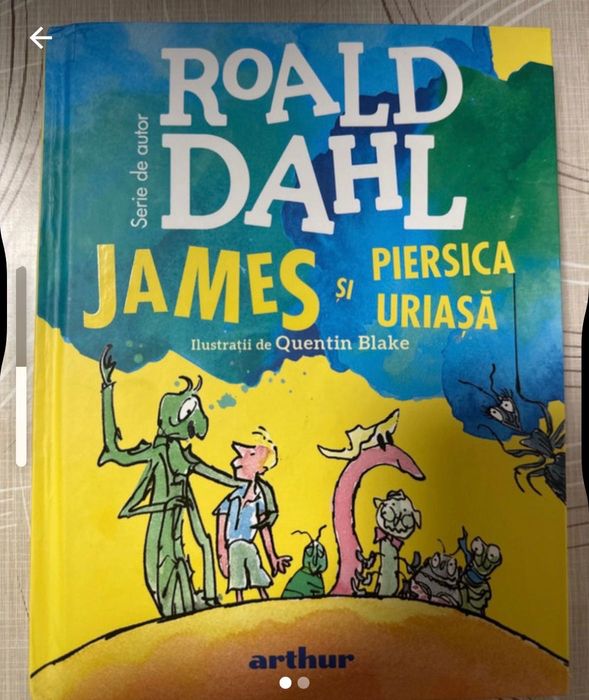 ROALD
DAHL
Serie de autor
JAMES
ȘI
PIERSICA
URIAȘĂ
Ilustrații de Quentin Blake
arthur